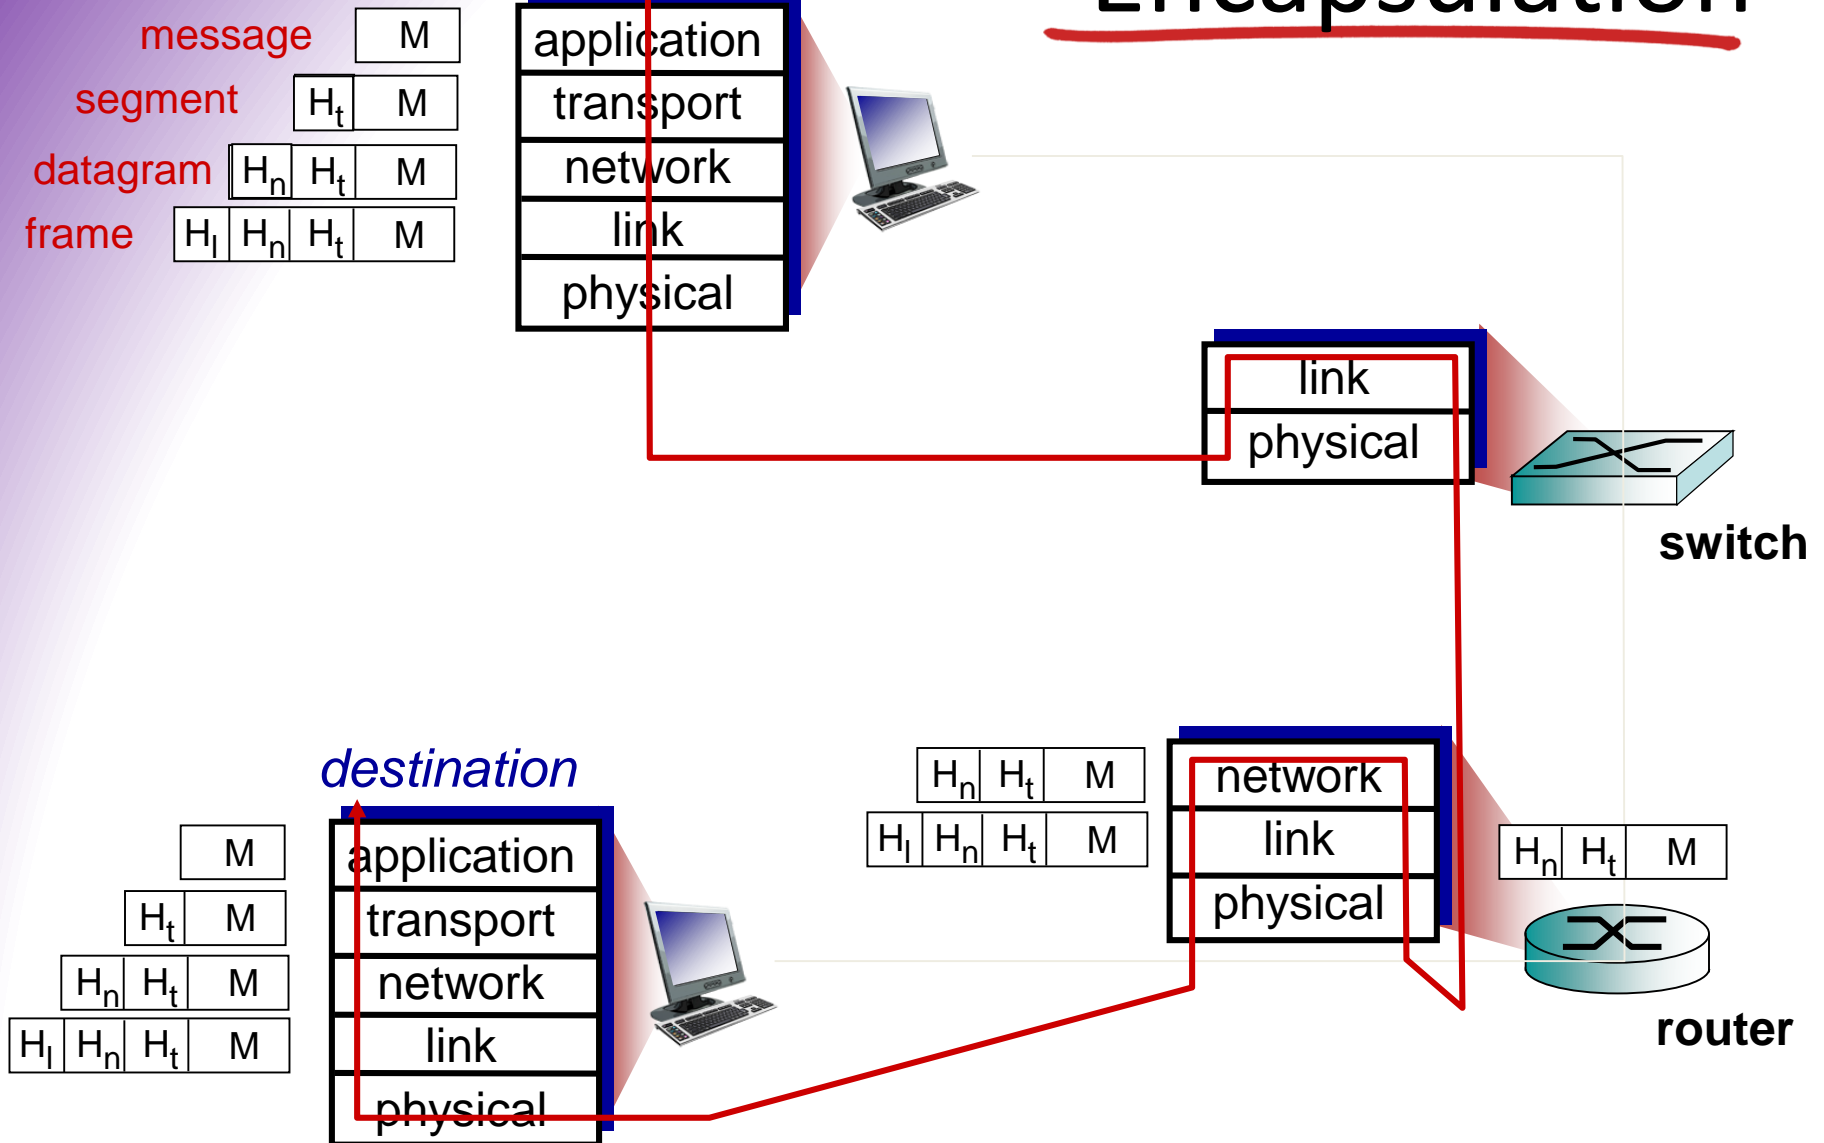 Encapsulation
message M
application
segment Ht M
transport
datagram Hn Ht M
network
frame Hl Hn Ht M
link
physical
link
physical
switch
destination
Hn Ht M
network
Hl Hn Ht M
link
Hn Ht M
physical
router
M
application
Ht M
transport
Hn Ht M
network
Hl Hn Ht M
link
physical